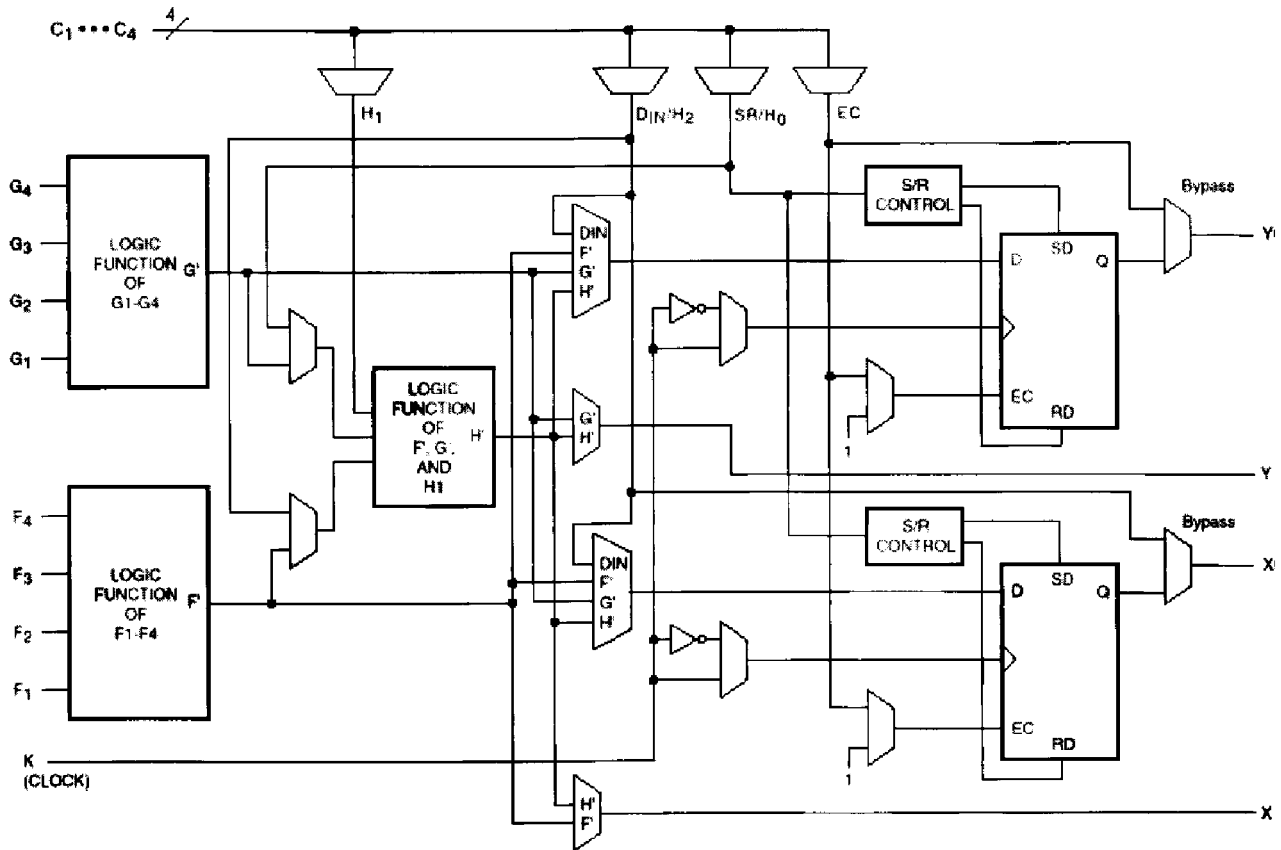 C1 ••• C4
4
H1
DIN/H2
SR/H0
EC
G4
G3
G2
G1
LOGIC
FUNCTION
OF
G1-G4
G'
S/R
CONTROL
Bypass
DIN
F'
G'
H'
D
SD
Q
EC
RD
1
LOGIC
FUNCTION
OF
F', G',
AND
H1
H'
G'
H'
Y
F4
F3
F2
F1
LOGIC
FUNCTION
OF
F1-F4
F'
S/R
CONTROL
Bypass
DIN
F'
G'
H'
D
SD
Q
EC
RD
1
K
(CLOCK)
H'
F'
X